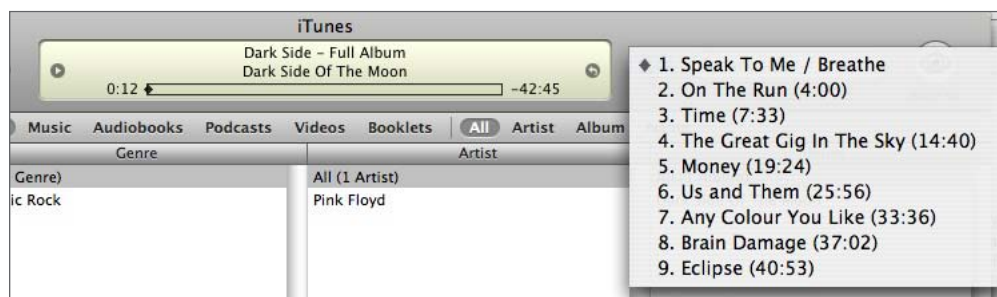 iTunes
Dark Side – Full Album
Dark Side Of The Moon
0:12
-42:45
1. Speak To Me / Breathe
2. On The Run (4:00)
3. Time (7:33)
4. The Great Gig In The Sky (14:40)
5. Money (19:24)
6. Us and Them (25:56)
7. Any Colour You Like (33:36)
8. Brain Damage (37:02)
9. Eclipse (40:53)
Music Audiobooks Podcasts Videos Booklets All Artist Album
Genre Artist
Genre) All (1 Artist)
ic Rock Pink Floyd